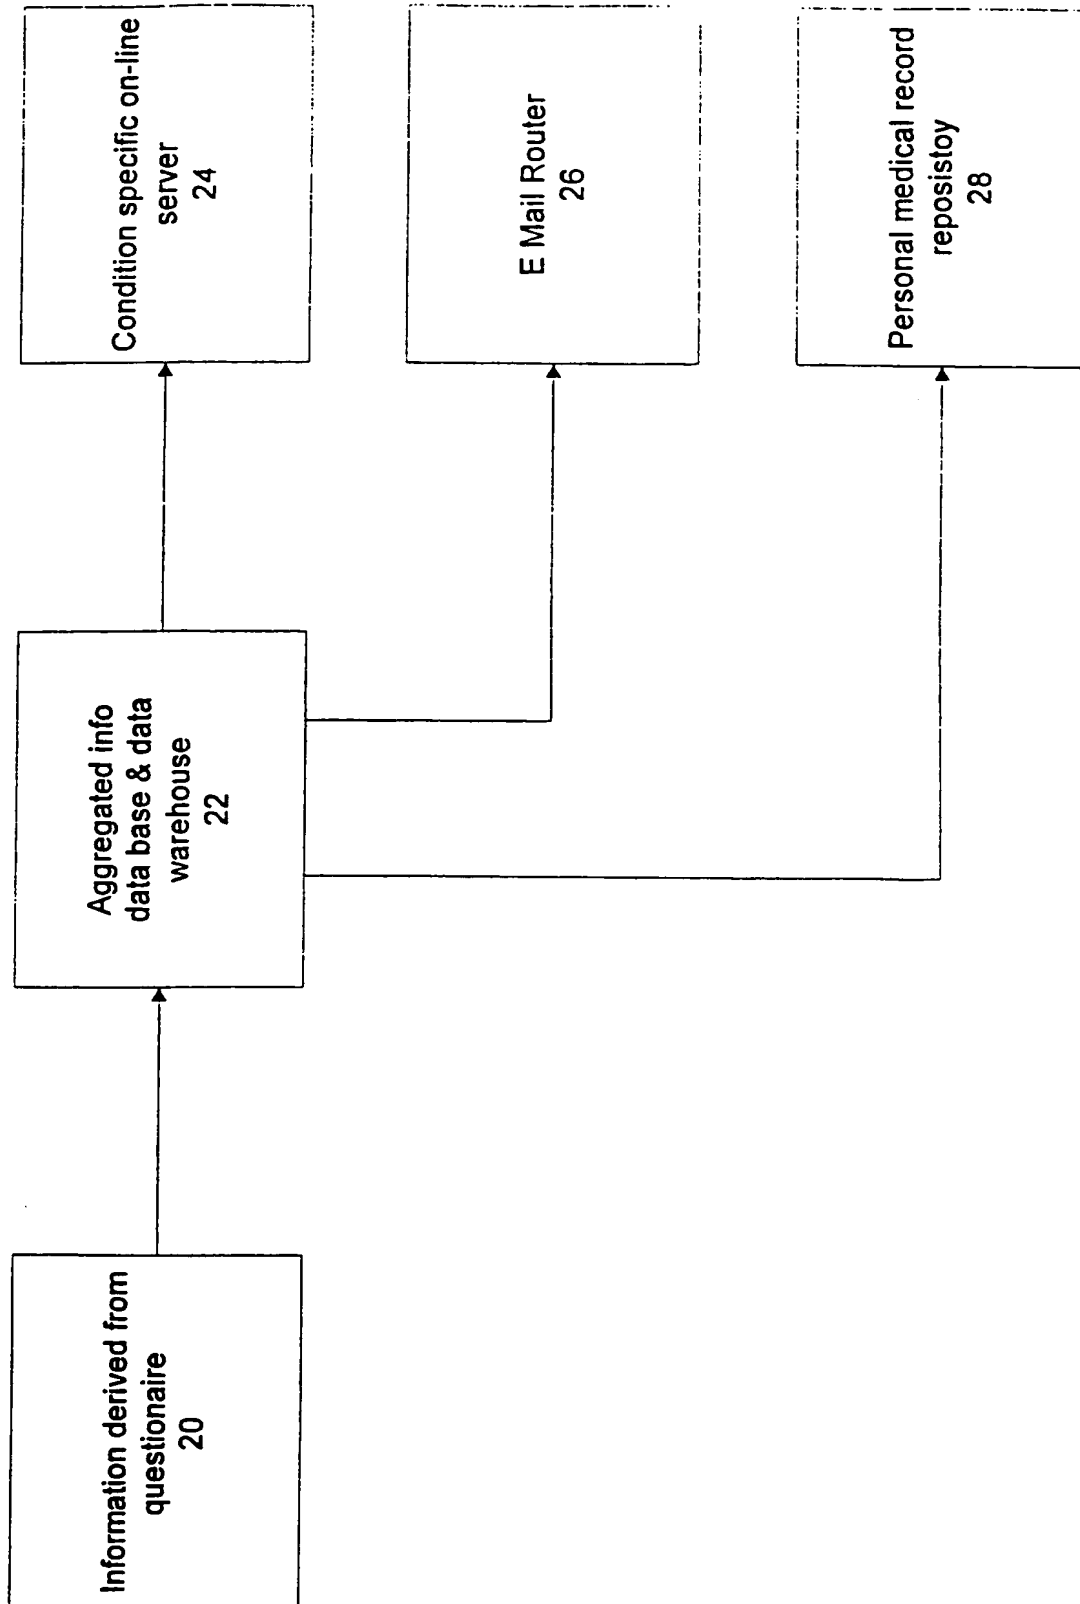 Information derived from
questionaire
20
Aggregated info
data base & data
warehouse
22
Condition specific on-line
server
24
E Mail Router
26
Personal medical record
reposistoy
28